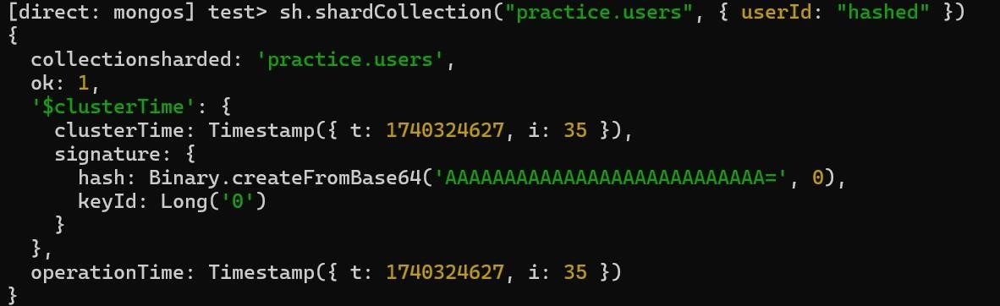 [direct: mongos] test> sh.shardCollection("practice.users", { userId: "hashed" })
{
  collectionsharded: 'practice.users',
  ok: 1,
  '$clusterTime': {
    clusterTime: Timestamp({ t: 1740324627, i: 35 }),
    signature: {
      hash: Binary.createFromBase64('AAAAAAAAAAAAAAAAAAAAAAAAAAA=', 0),
      keyId: Long('0')
    }
  },
  operationTime: Timestamp({ t: 1740324627, i: 35 })
}